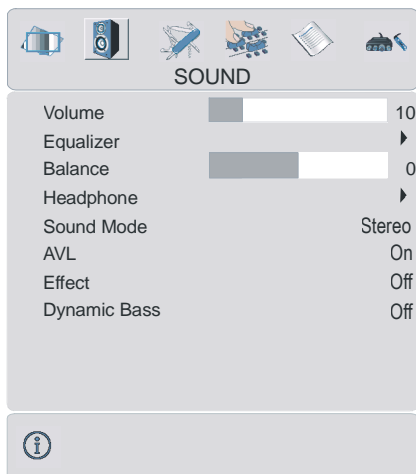 SOUND
Volume 10
Equalizer
Balance 0
Headphone
Sound Mode Stereo
AVL On
Effect Off
Dynamic Bass Off